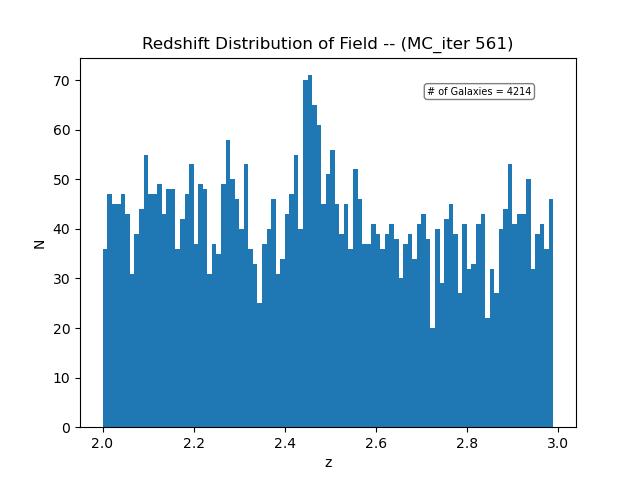 Redshift Distribution of Field -- (MC_iter 561)
# of Galaxies = 4214
70
60
50
40
30
20
10
0
N
2.0 2.2 2.4 2.6 2.8 3.0
z